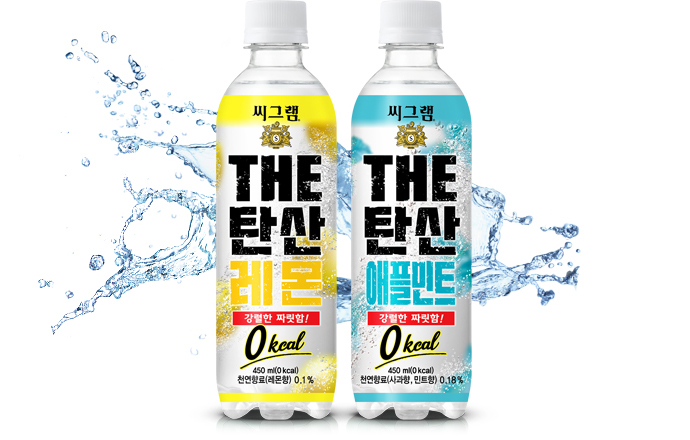 씨그램
THE
탄산
레몬
강렬한 짜릿함!
0 kcal
450 ml(0 kcal)
천연향료(레몬향) 0.1%
씨그램
THE
탄산
애플민트
강렬한 짜릿함!
0 kcal
450 ml(0 kcal)
천연향료(사과향, 민트향) 0.18%